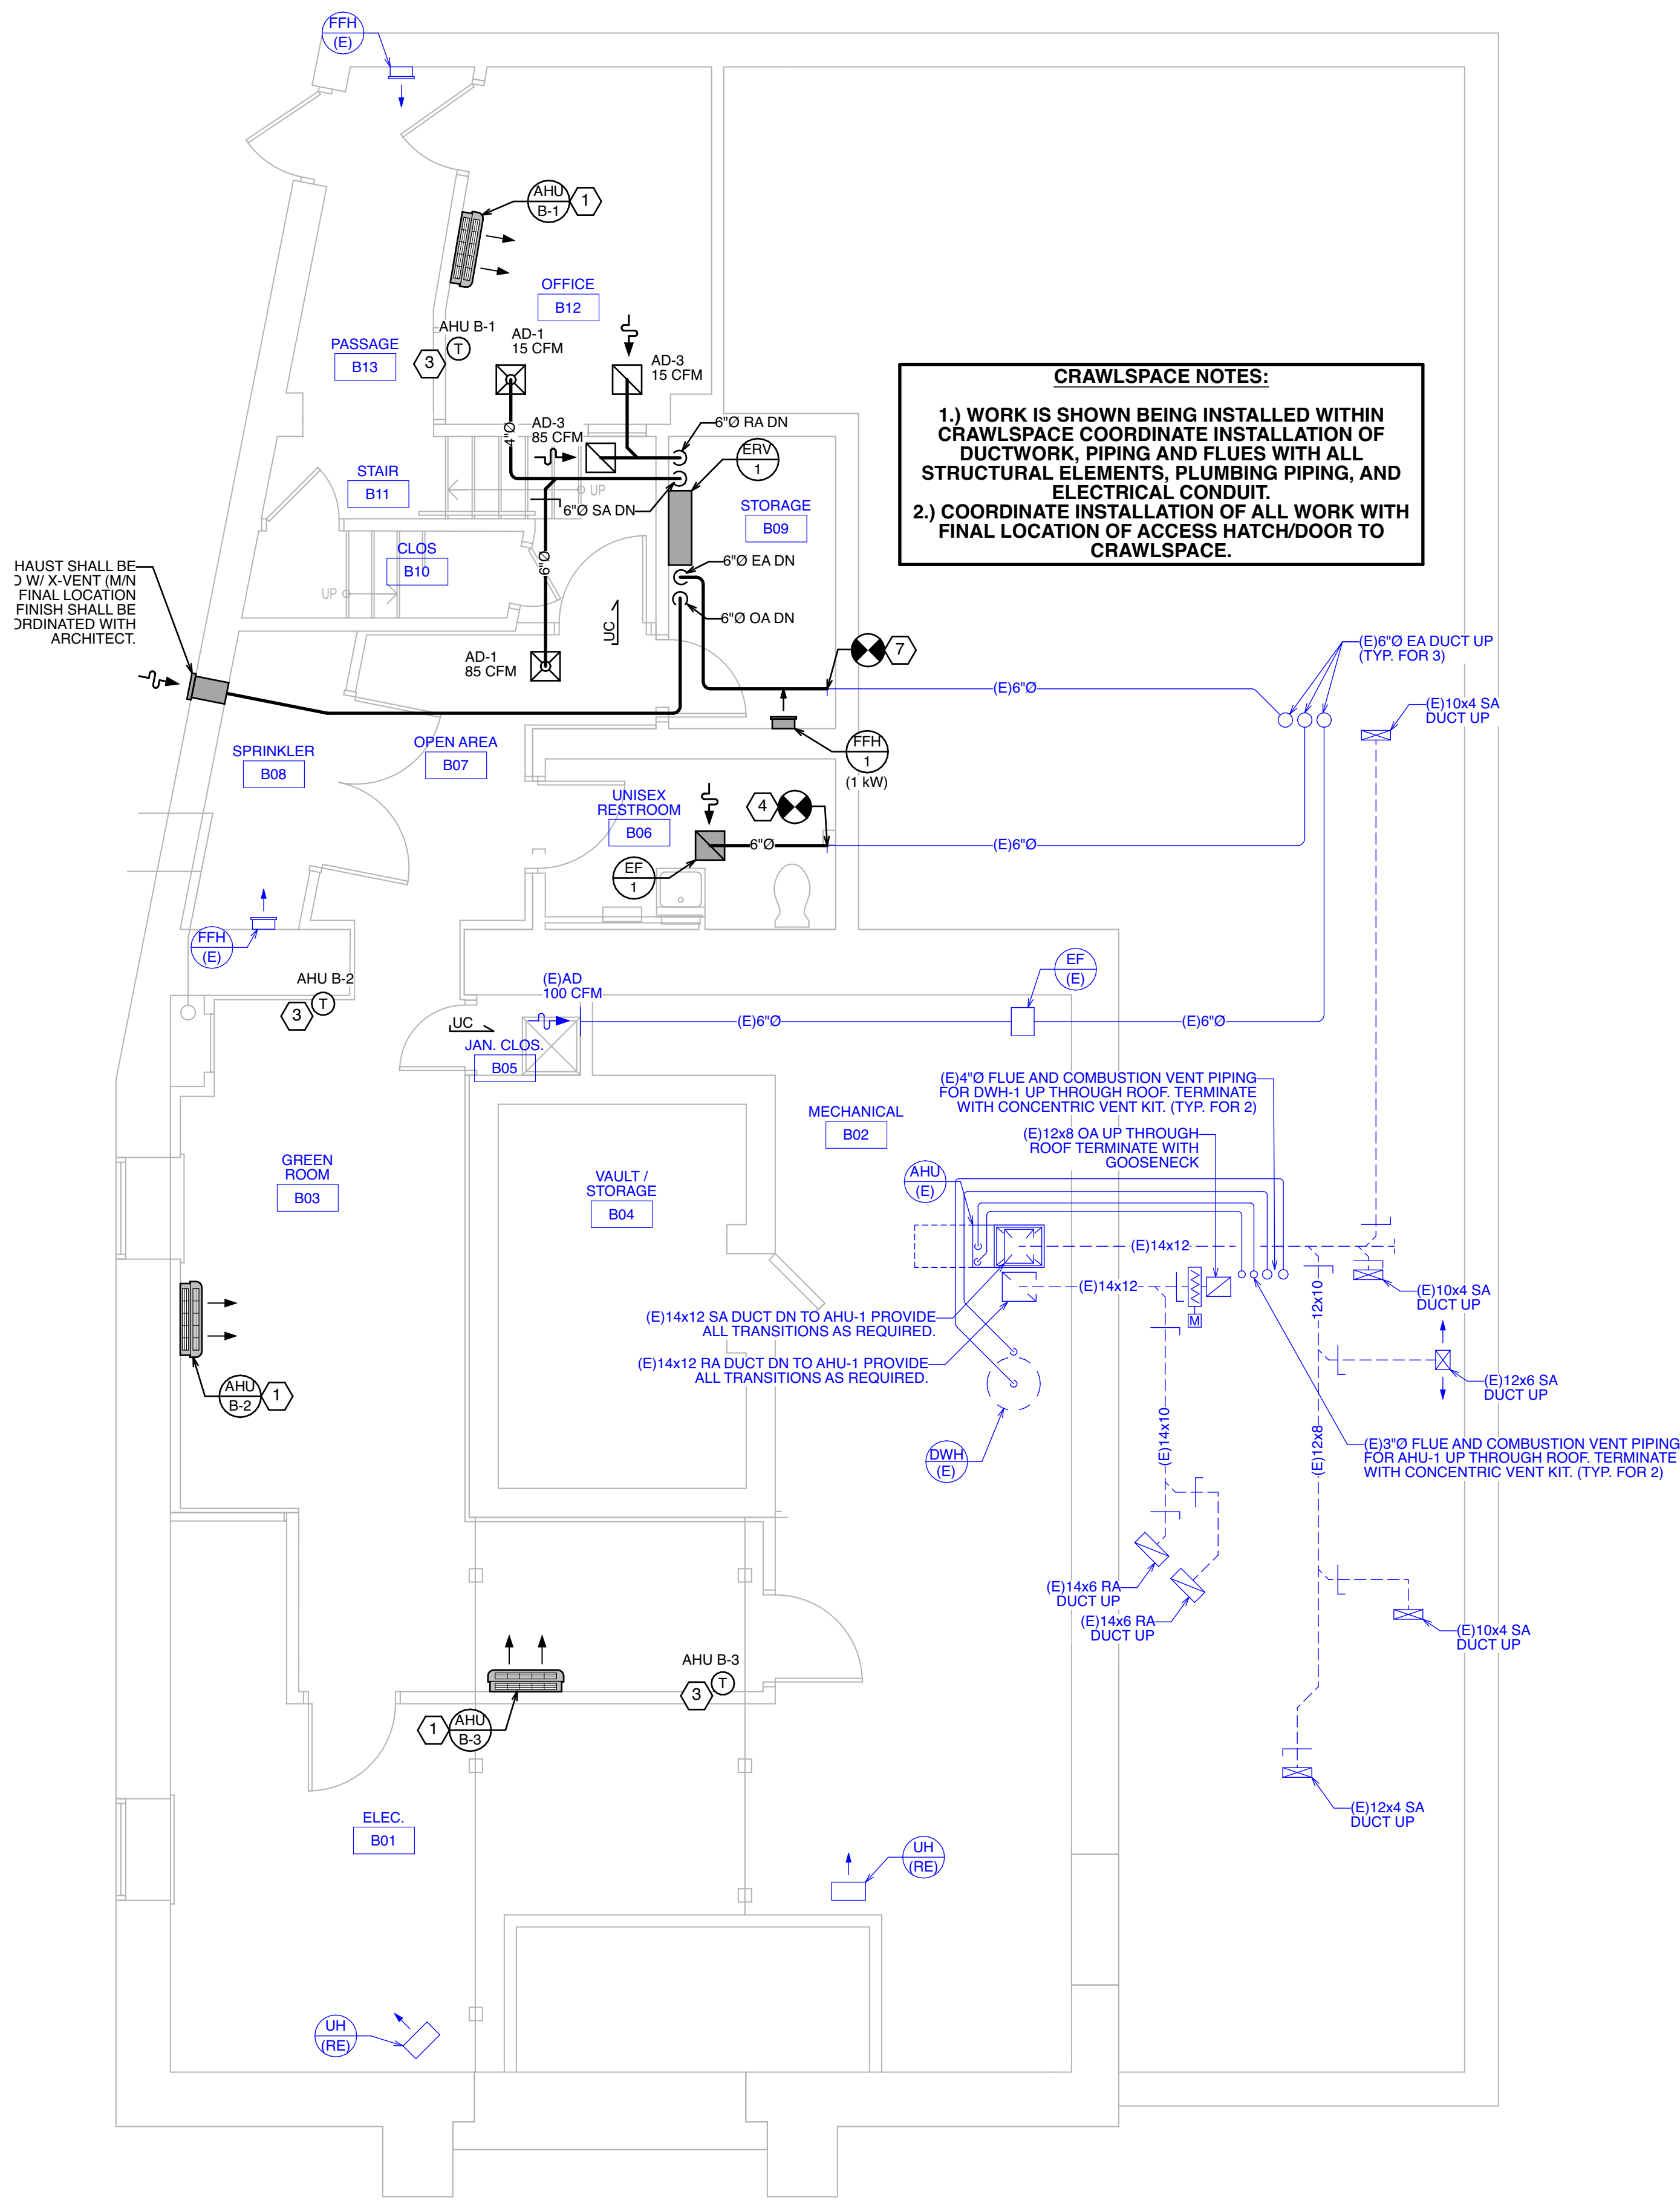 FFH
(E)
AHU
B-1
1
OFFICE
B12
AHU B-1
T
3
PASSAGE
B13
AD-1
15 CFM
AD-3
15 CFM
4"Ø
AD-3
85 CFM
6"Ø RA DN
ERV
1
CRAWLSPACE NOTES:
1.) WORK IS SHOWN BEING INSTALLED WITHIN
CRAWLSPACE COORDINATE INSTALLATION OF
DUCTWORK, PIPING AND FLUES WITH ALL
STRUCTURAL ELEMENTS, PLUMBING PIPING, AND
ELECTRICAL CONDUIT.
2.) COORDINATE INSTALLATION OF ALL WORK WITH
FINAL LOCATION OF ACCESS HATCH/DOOR TO
CRAWLSPACE.
STAIR
B11
UP
6"Ø SA DN
STORAGE
B09
CLOS
B10
UP
6"Ø
6"Ø EA DN
6"Ø OA DN
UC
HAUST SHALL BE
D W/ X-VENT (M/N
FINAL LOCATION
FINISH SHALL BE
ORDINATED WITH
ARCHITECT.
AD-1
85 CFM
7
(E)6"Ø
(E)6"Ø EA DUCT UP
(TYP. FOR 3)
(E)10x4 SA
DUCT UP
SPRINKLER
B08
OPEN AREA
B07
FFH
1
(1 kW)
UNISEX
RESTROOM
B06
4
6"Ø
(E)6"Ø
EF
1
FFH
(E)
AHU B-2
T
3
(E)AD
100 CFM
EF
(E)
UC
(E)6"Ø
(E)6"Ø
JAN. CLOS.
B05
(E)4"Ø FLUE AND COMBUSTION VENT PIPING
FOR DWH-1 UP THROUGH ROOF. TERMINATE
WITH CONCENTRIC VENT KIT. (TYP. FOR 2)
MECHANICAL
B02
(E)12x8 OA UP THROUGH
ROOF TERMINATE WITH
GOOSENECK
GREEN
ROOM
B03
VAULT /
STORAGE
B04
AHU
(E)
(E)14x12
(E)14x12
M
12x10
(E)10x4 SA
DUCT UP
(E)14x12 SA DUCT DN TO AHU-1 PROVIDE
ALL TRANSITIONS AS REQUIRED.
(E)14x12 RA DUCT DN TO AHU-1 PROVIDE
ALL TRANSITIONS AS REQUIRED.
AHU
B-2
1
(E)12x6 SA
DUCT UP
(E)14x10
(E)12x8
DWH
(E)
(E)3"Ø FLUE AND COMBUSTION VENT PIPING
FOR AHU-1 UP THROUGH ROOF. TERMINATE
WITH CONCENTRIC VENT KIT. (TYP. FOR 2)
(E)14x6 RA
DUCT UP
(E)14x6 RA
DUCT UP
(E)10x4 SA
DUCT UP
AHU B-3
T
3
1
AHU
B-3
(E)12x4 SA
DUCT UP
ELEC.
B01
UH
(RE)
UH
(RE)